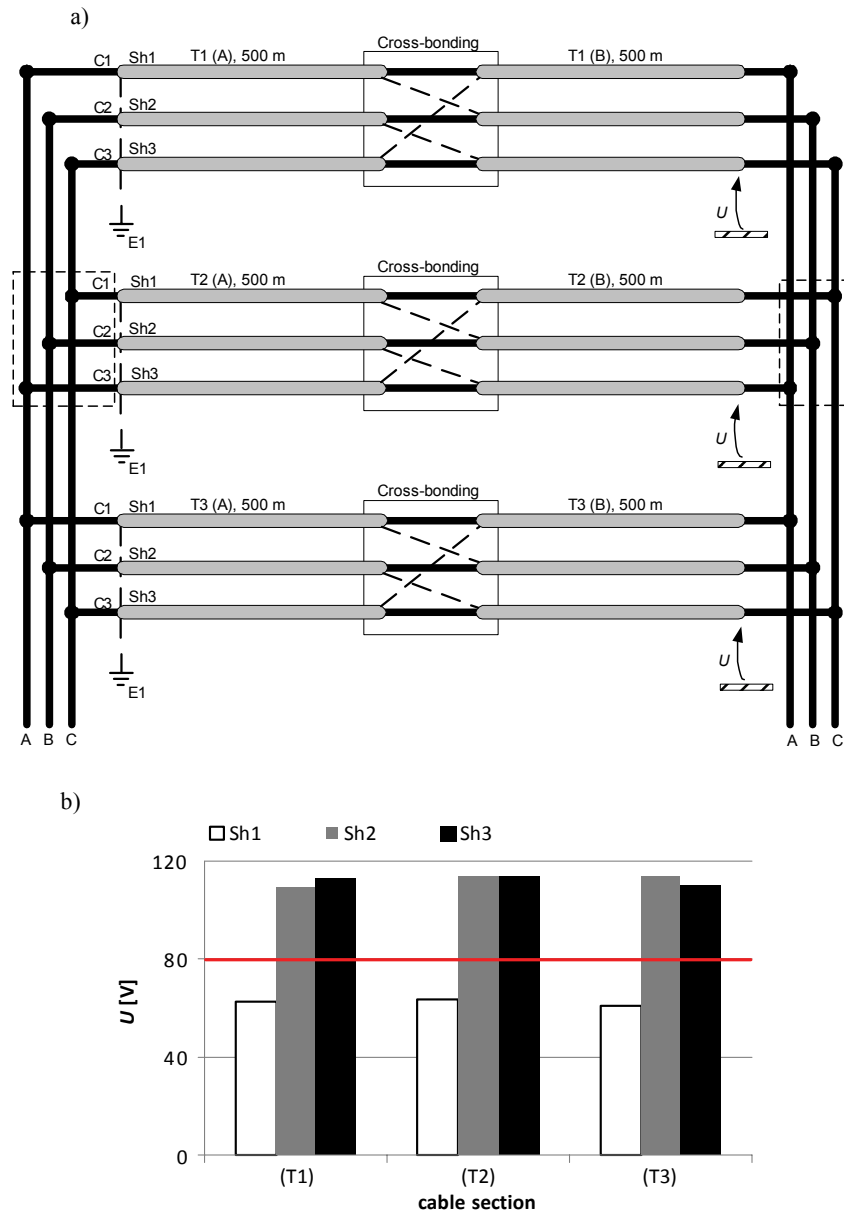 a)
Cross-bonding
C1 Sh1 T1 (A), 500 m T1 (B), 500 m
C2 Sh2
C3 Sh3
U
E1
Cross-bonding
C1 Sh1 T2 (A), 500 m T2 (B), 500 m
C2 Sh2
C3 Sh3
U
E1
Cross-bonding
C1 Sh1 T3 (A), 500 m T3 (B), 500 m
C2 Sh2
C3 Sh3
U
E1
A B C A B C
b)
Sh1 Sh2 Sh3
120
80
40
0
U [V]
(T1) (T2) (T3)
cable section